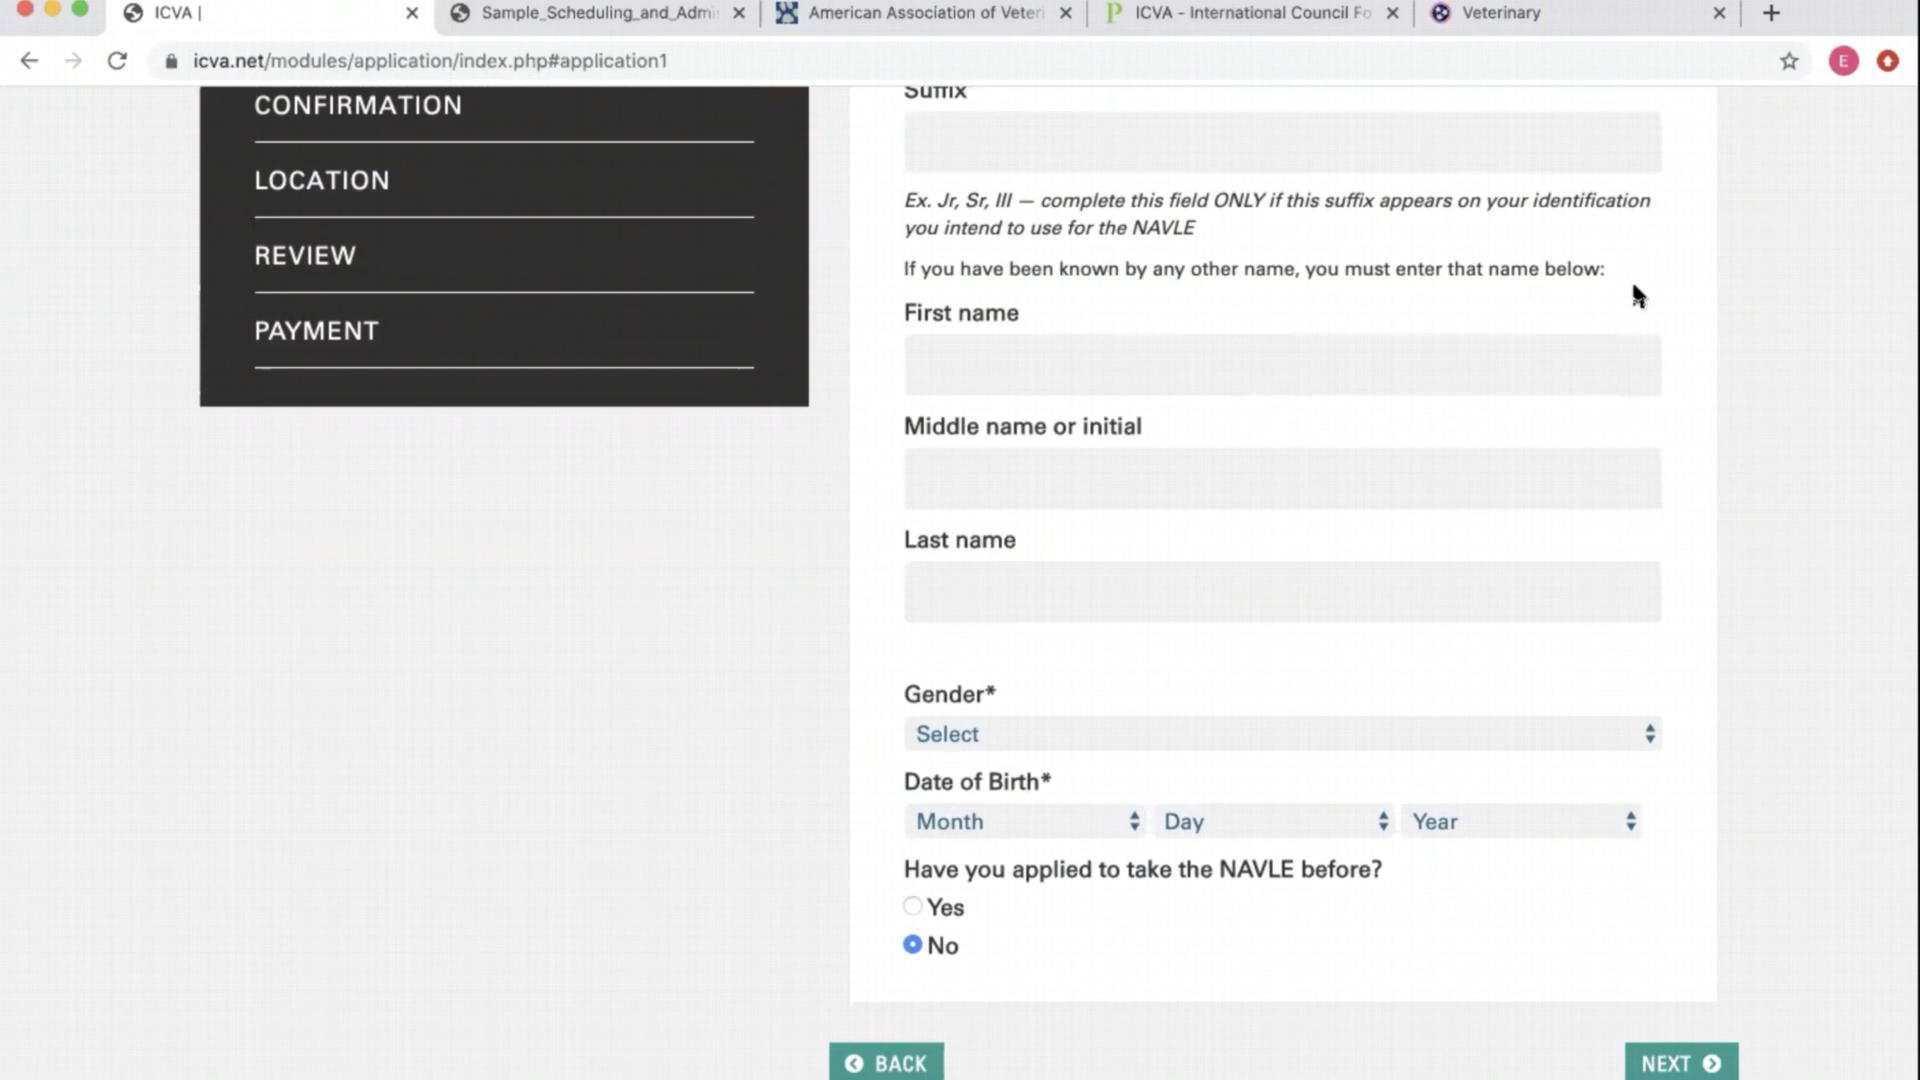 ICVA |
Sample_Scheduling_and_Admi
American Association of Veteri
ICVA - International Council Fo
Veterinary
icva.net/modules/application/index.php#application1
E
CONFIRMATION
LOCATION
REVIEW
PAYMENT
Suffix
Ex. Jr, Sr, III — complete this field ONLY if this suffix appears on your identification
you intend to use for the NAVLE
If you have been known by any other name, you must enter that name below:
First name
Middle name or initial
Last name
Gender*
Select
Date of Birth*
Month
Day
Year
Have you applied to take the NAVLE before?
Yes
No
BACK
NEXT